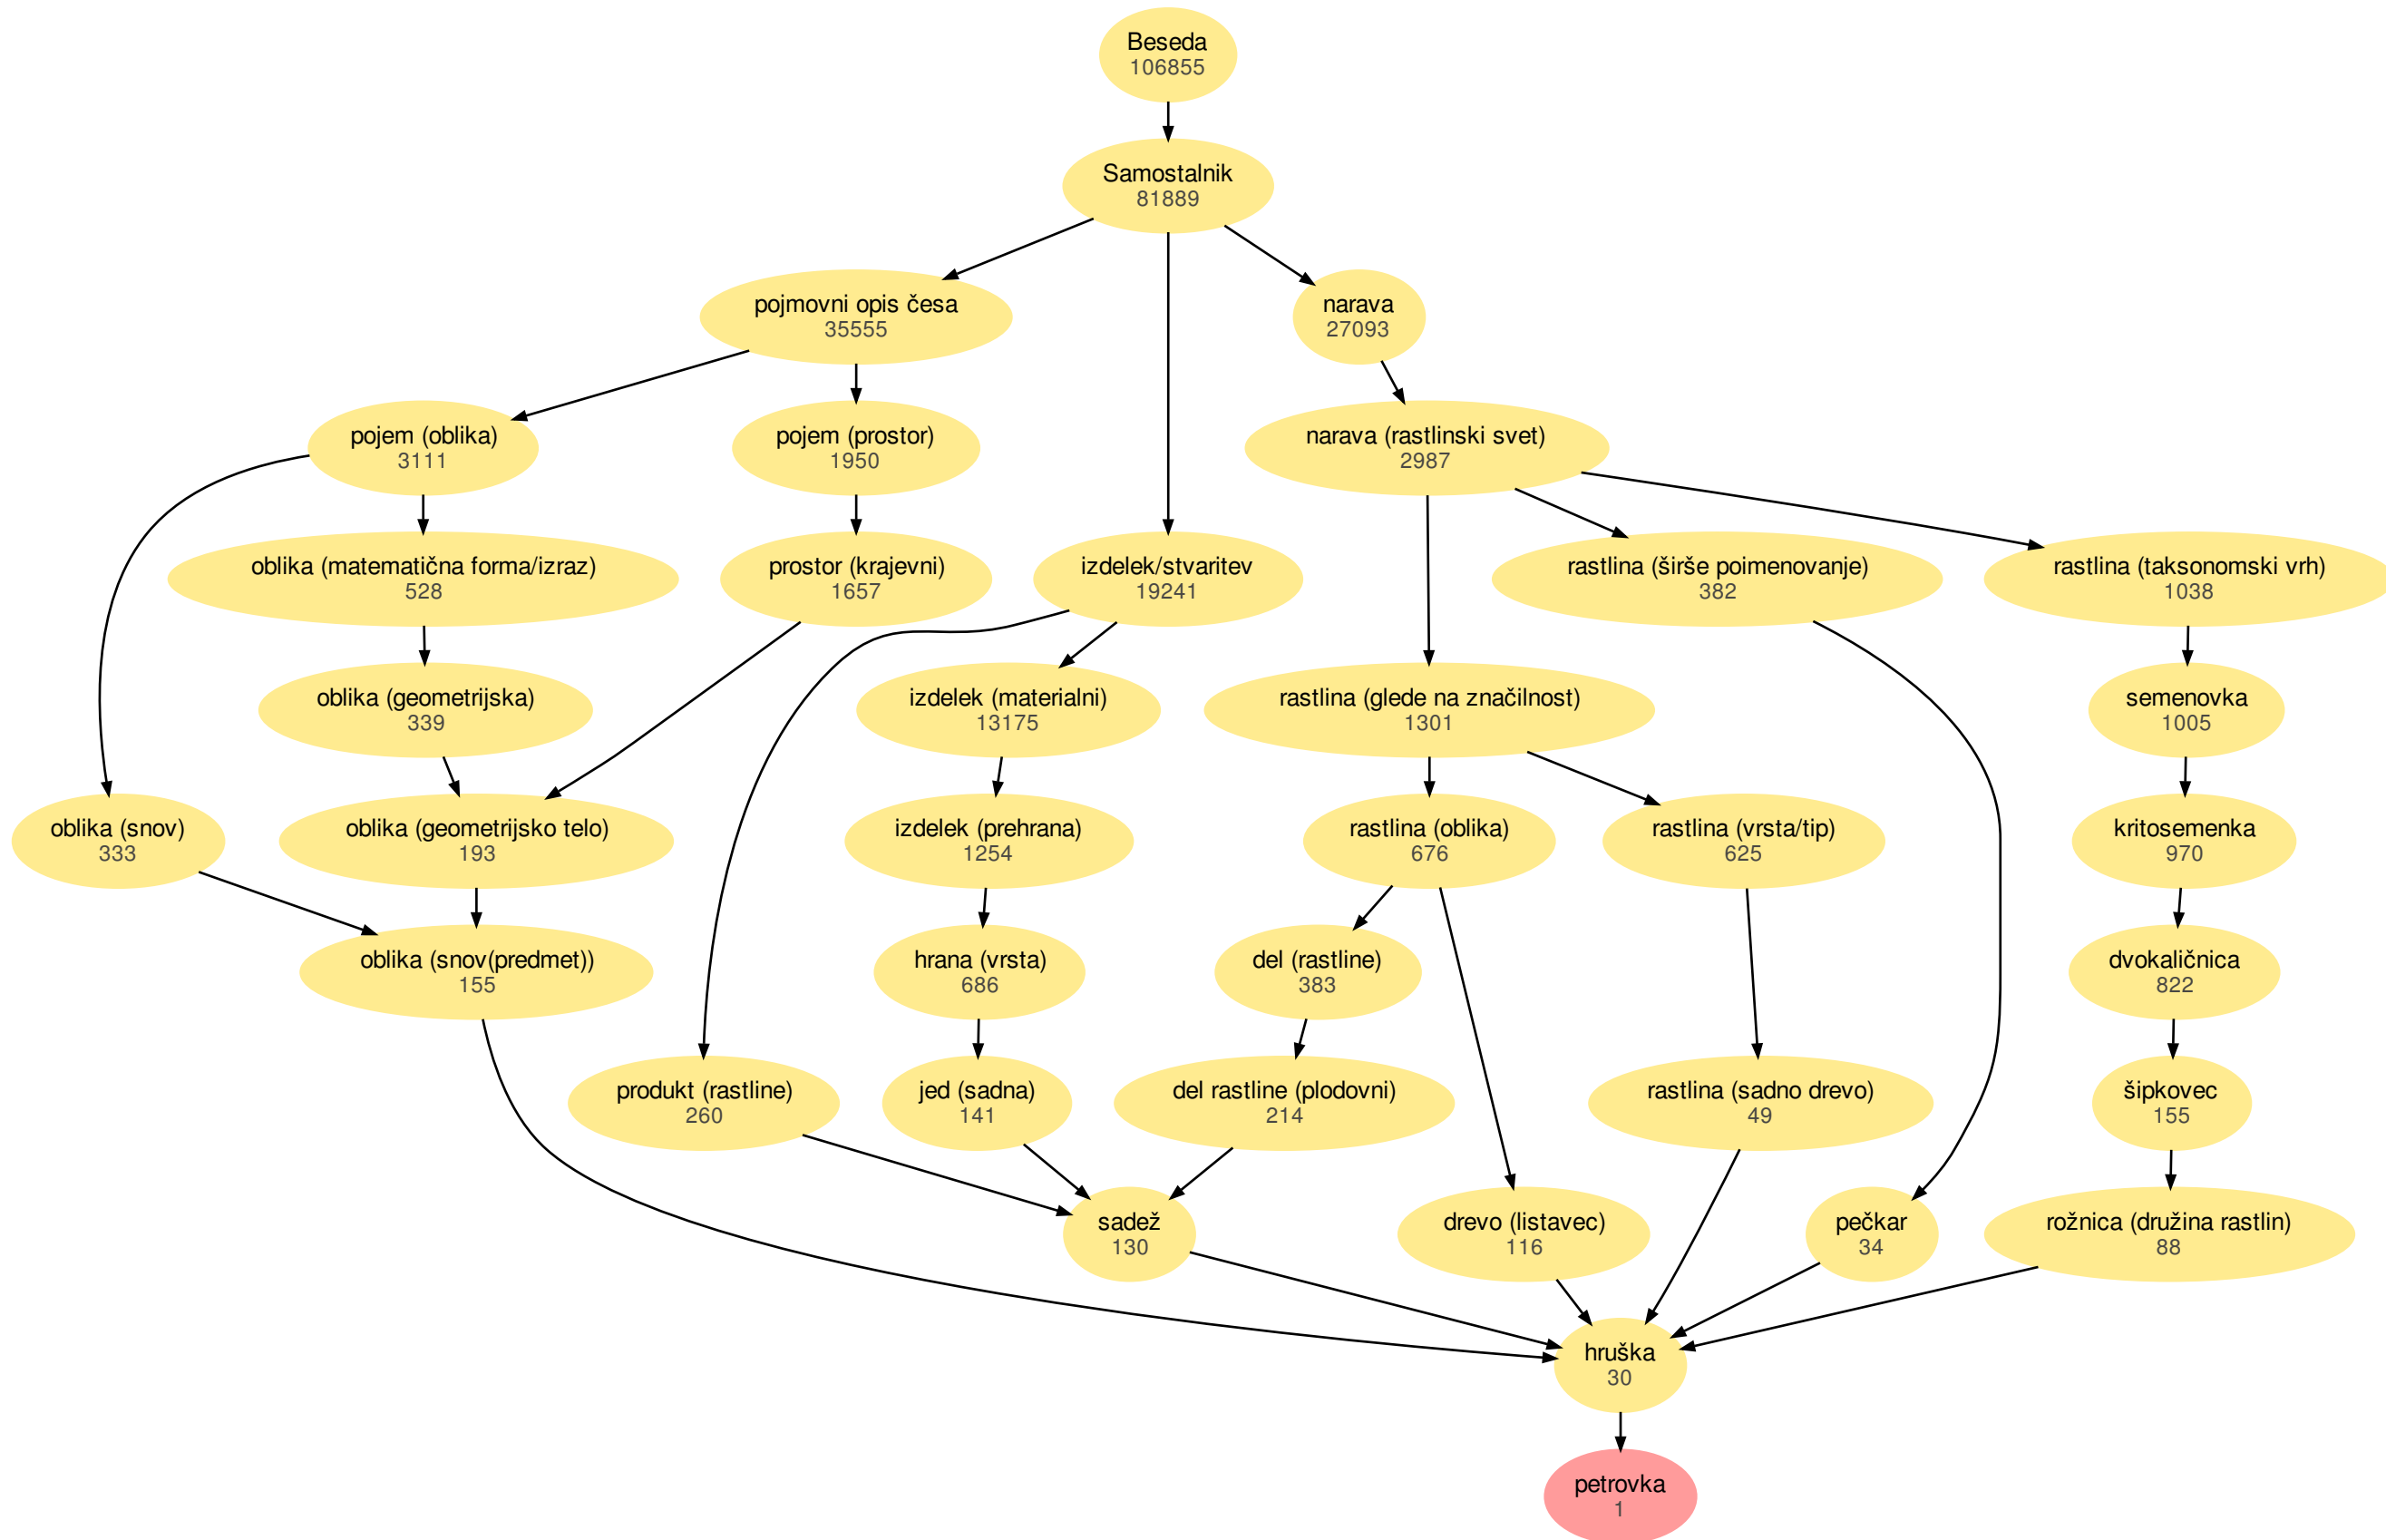 Beseda
106855
Samostalnik
81889
pojmovni opis česa
35555
narava
27093
pojem (oblika)
3111
pojem (prostor)
1950
narava (rastlinski svet)
2987
oblika (matematična forma/izraz)
528
prostor (krajevni)
1657
izdelek/stvaritev
19241
rastlina (širše poimenovanje)
382
rastlina (taksonomski vrh)
1038
oblika (geometrijska)
339
izdelek (materialni)
13175
rastlina (glede na značilnost)
1301
semenovka
1005
oblika (snov)
333
oblika (geometrijsko telo)
193
izdelek (prehrana)
1254
rastlina (oblika)
676
rastlina (vrsta/tip)
625
kritosemenka
970
oblika (snov(predmet))
155
hrana (vrsta)
686
del (rastline)
383
dvokaličnica
822
produkt (rastline)
260
jed (sadna)
141
del rastline (plodovni)
214
rastlina (sadno drevo)
49
šipkovec
155
sadež
130
drevo (listavec)
116
pečkar
34
rožnica (družina rastlin)
88
hruška
30
petrovka
1